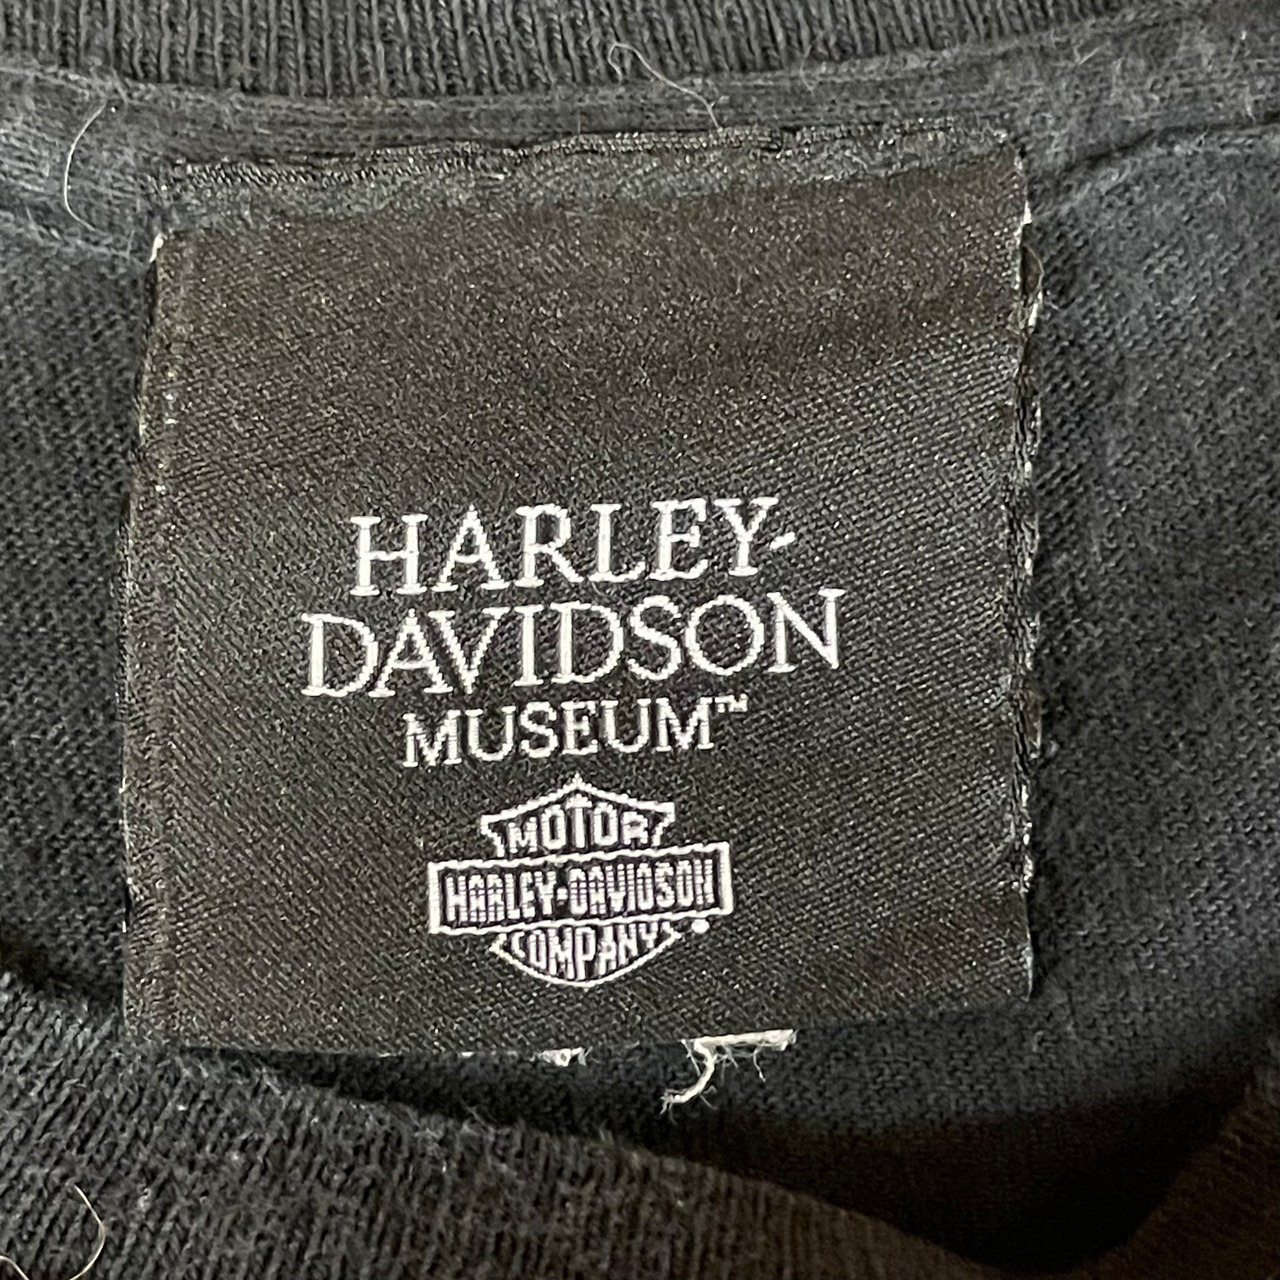 HARLEY-
DAVIDSON
MUSEUM™
MOTOR
HARLEY-DAVIDSON
COMPANY